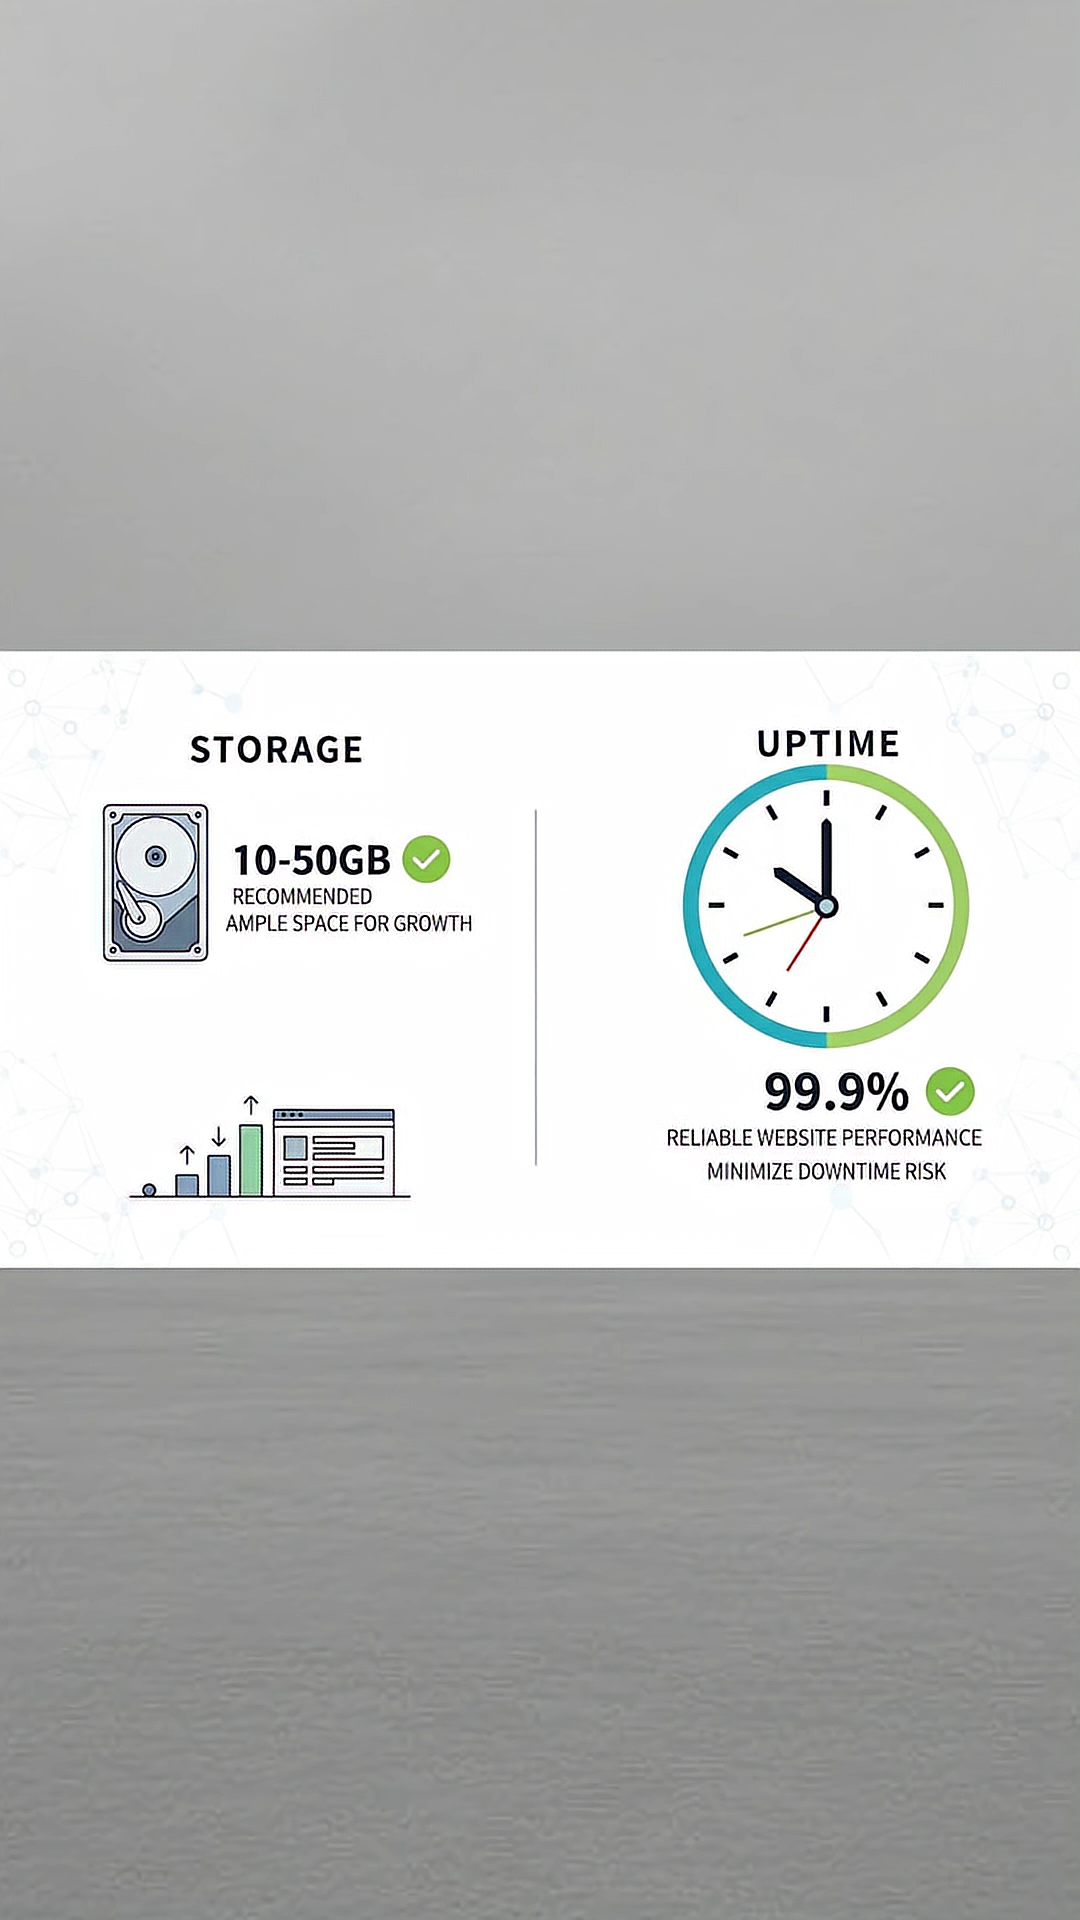 STORAGE
10-50GB
RECOMMENDED
AMPLE SPACE FOR GROWTH
UPTIME
99.9%
RELIABLE WEBSITE PERFORMANCE
MINIMIZE DOWNTIME RISK